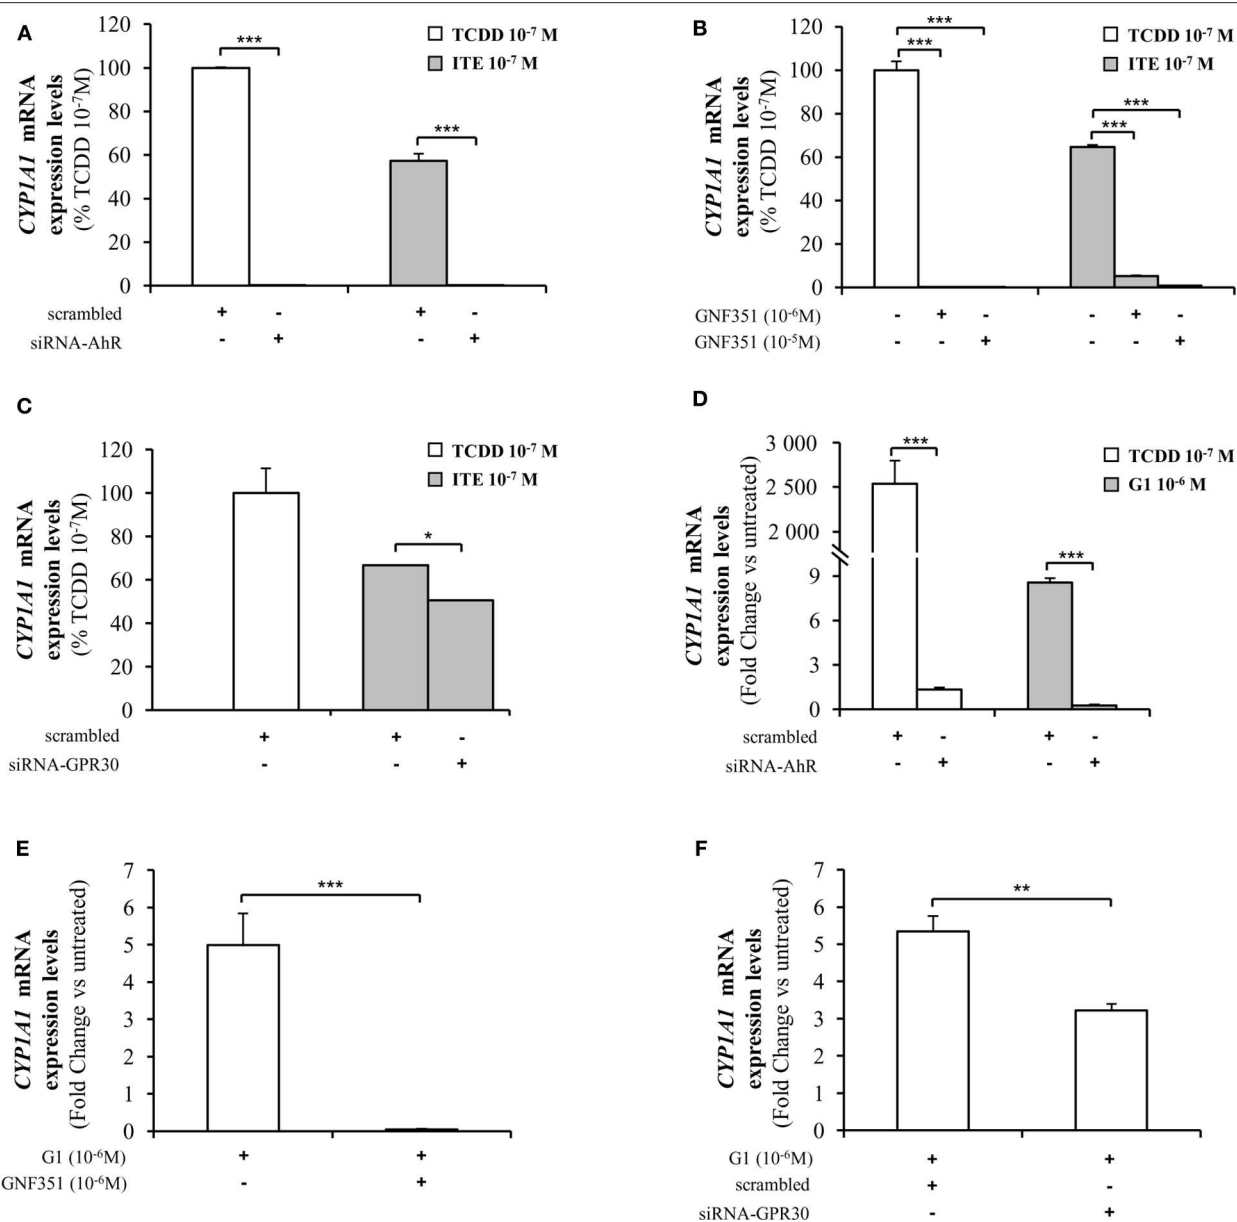 A
CYP1A1 mRNA
expression levels
(% TCDD 10-7M)
120
100
80
60
40
20
0
***
***
TCDD 10-7 M
ITE 10-7 M
scrambled + - + -
siRNA-AhR - + - +
B
CYP1A1 mRNA
expression levels
(% TCDD 10-7M)
120
100
80
60
40
20
0
***
***
***
***
TCDD 10-7 M
ITE 10-7 M
GNF351 (10-6M) - + - - + -
GNF351 (10-5M) - - + - - +
C
CYP1A1 mRNA
expression levels
(% TCDD 10-7M)
120
100
80
60
40
20
0
*
TCDD 10-7 M
ITE 10-7 M
scrambled + + -
siRNA-GPR30 - - +
D
CYP1A1 mRNA
expression levels
(Fold Change vs untreated)
3 000
2 500
2 000
9
6
3
0
***
***
TCDD 10-7 M
G1 10-6 M
scrambled + - + -
siRNA-AhR - + - +
E
CYP1A1 mRNA
expression levels
(Fold Change vs untreated)
7
6
5
4
3
2
1
0
***
G1 (10-6M) + +
GNF351 (10-6M) - +
F
CYP1A1 mRNA
expression levels
(Fold Change vs untreated)
7
6
5
4
3
2
1
0
**
G1 (10-6M) + +
scrambled + -
siRNA-GPR30 - +